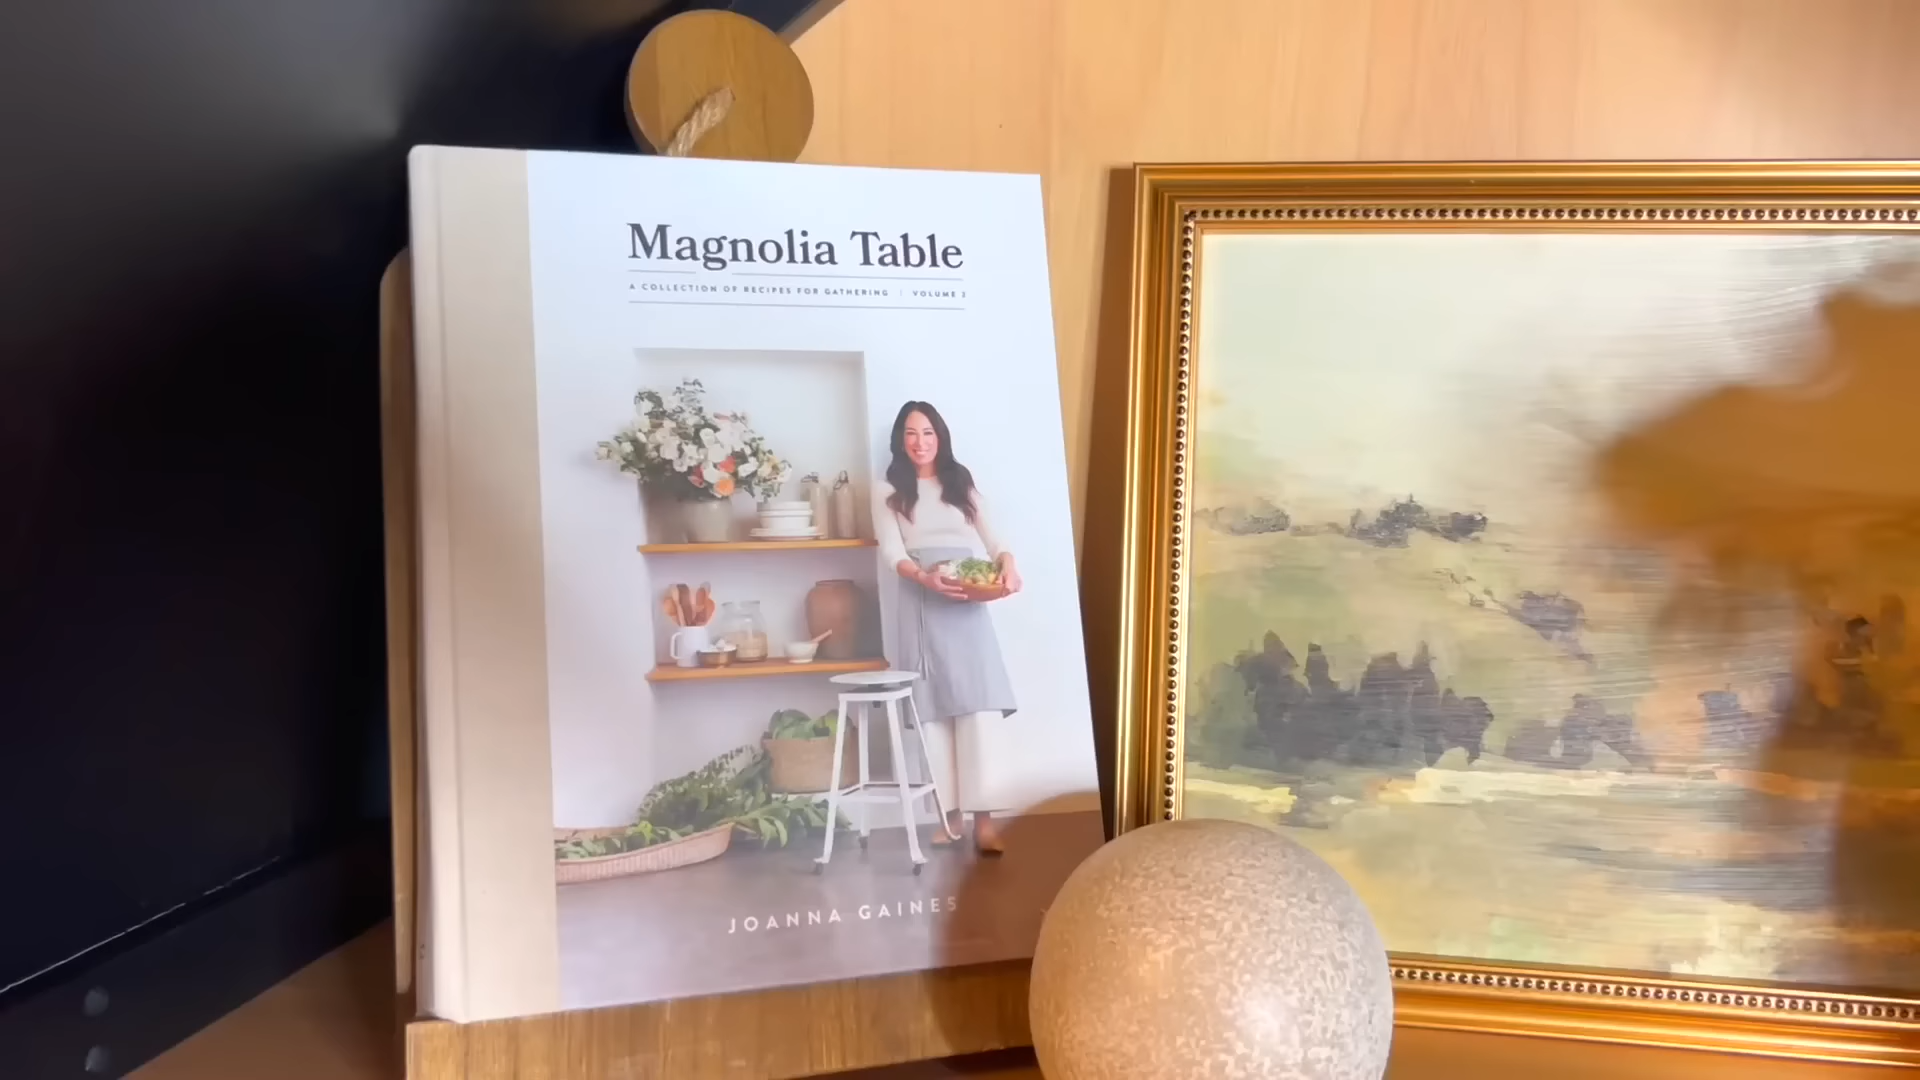 Magnolia Table
A COLLECTION OF RECIPES FOR GATHERING | VOLUME 2
JOANNA GAINES